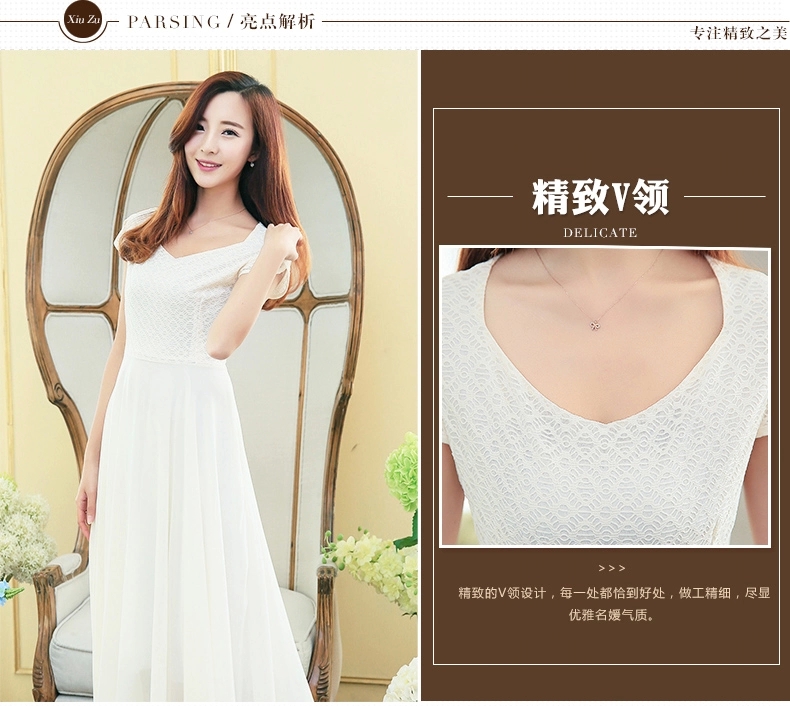 Xiu Zu
PARSING / 亮点解析
专注精致之美
精致V领
DELICATE
>>>
精致的V领设计，每一处都恰到好处，做工精细，尽显
优雅名媛气质。